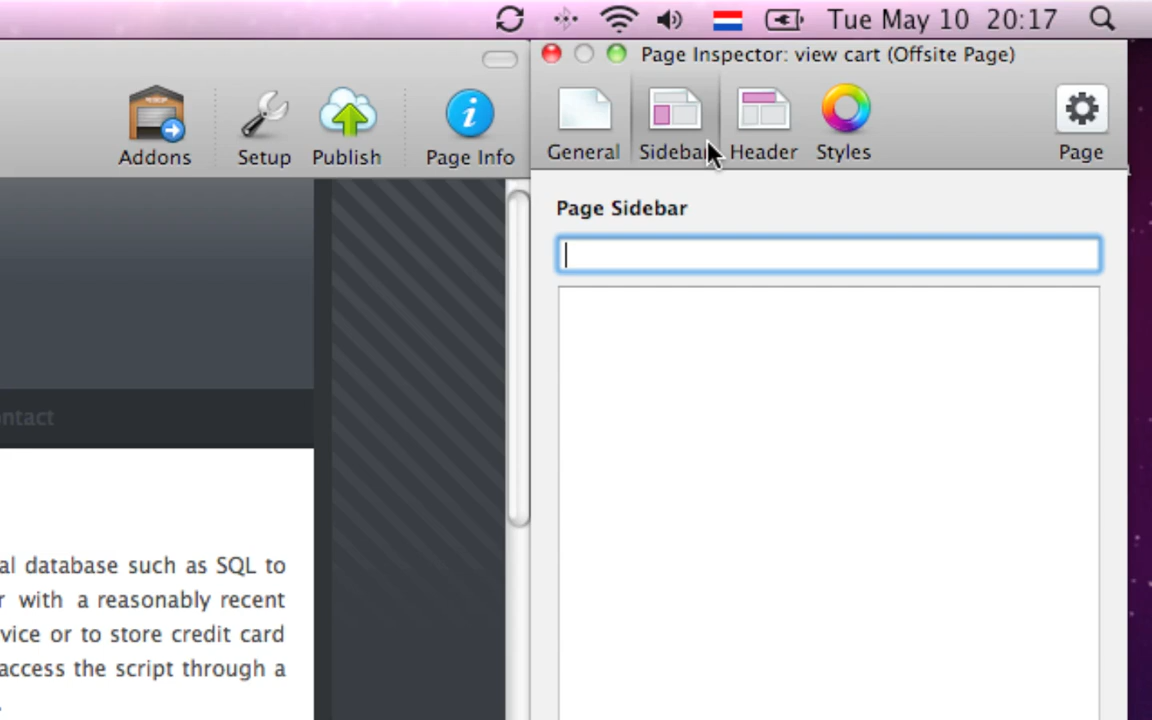 Tue May 10 20:17
Page Inspector: view cart (Offsite Page)
Addons Setup Publish Page Info
General Sidebar Header Styles Page
Page Sidebar
ntact
al database such as SQL to
r with a reasonably recent
vice or to store credit card
access the script through a